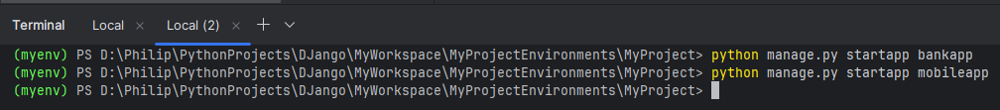 Terminal Local × Local (2) × +
(myenv) PS D:\Philip\PythonProjects\DJango\MyWorkspace\MyProjectEnvironments\MyProject> python manage.py startapp bankapp
(myenv) PS D:\Philip\PythonProjects\DJango\MyWorkspace\MyProjectEnvironments\MyProject> python manage.py startapp mobileapp
(myenv) PS D:\Philip\PythonProjects\DJango\MyWorkspace\MyProjectEnvironments\MyProject>